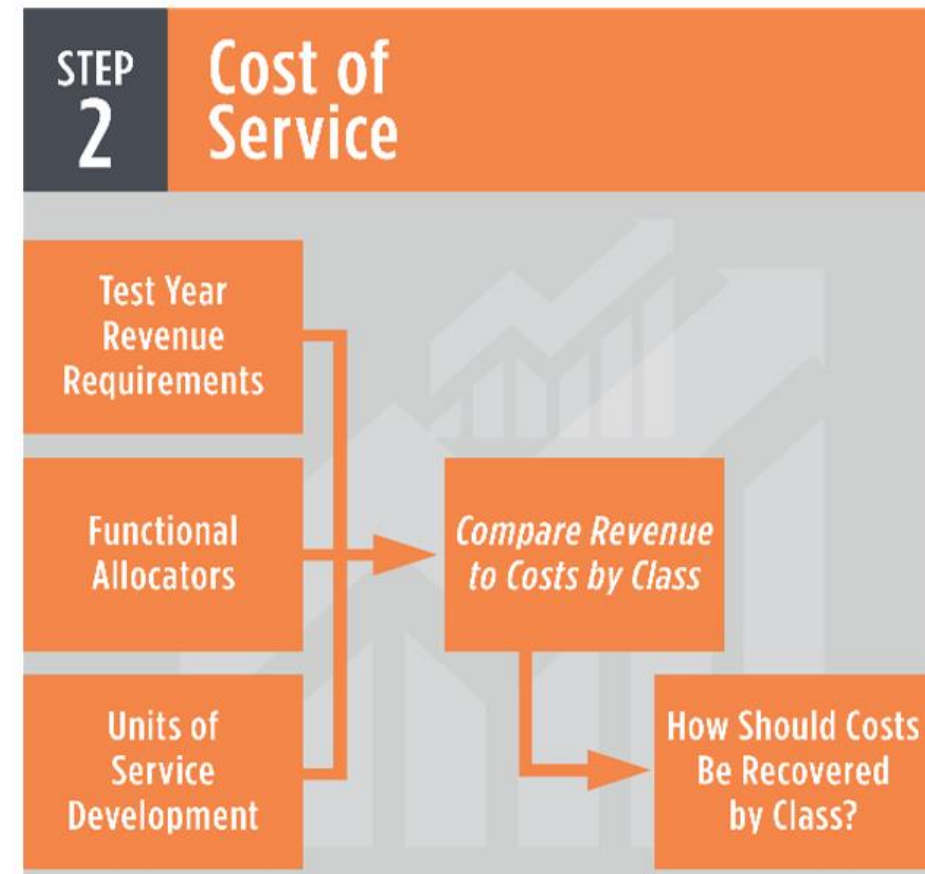 STEP
2
Cost of
Service
Test Year
Revenue
Requirements
Functional
Allocators
Compare Revenue
to Costs by Class
Units of
Service
Development
How Should Costs
Be Recovered
by Class?